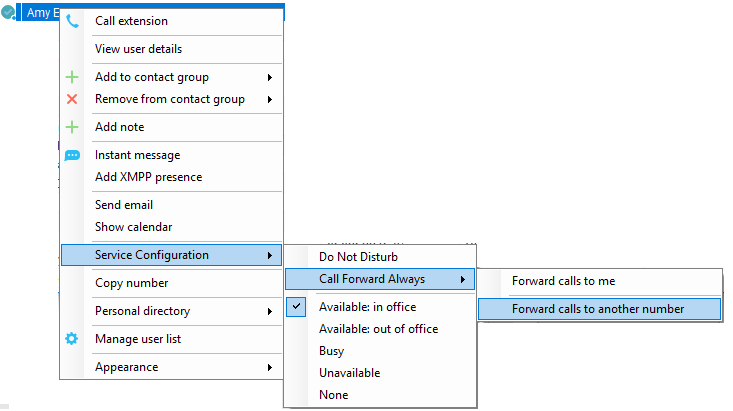 Amy
Call extension
View user details
Add to contact group
Remove from contact group
Add note
Instant message
Add XMPP presence
Send email
Show calendar
Service Configuration
Copy number
Personal directory
Manage user list
Appearance
Do Not Disturb
Call Forward Always
Available: in office
Available: out of office
Busy
Unavailable
None
Forward calls to me
Forward calls to another number